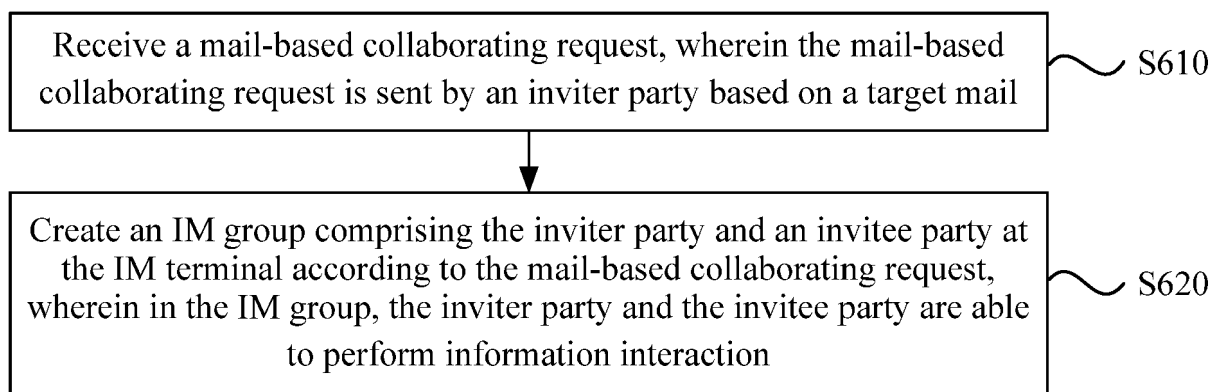 Receive a mail-based collaborating request, wherein the mail-based
collaborating request is sent by an inviter party based on a target mail
S610
Create an IM group comprising the inviter party and an invitee party at
the IM terminal according to the mail-based collaborating request,
wherein in the IM group, the inviter party and the invitee party are able
to perform information interaction
S620